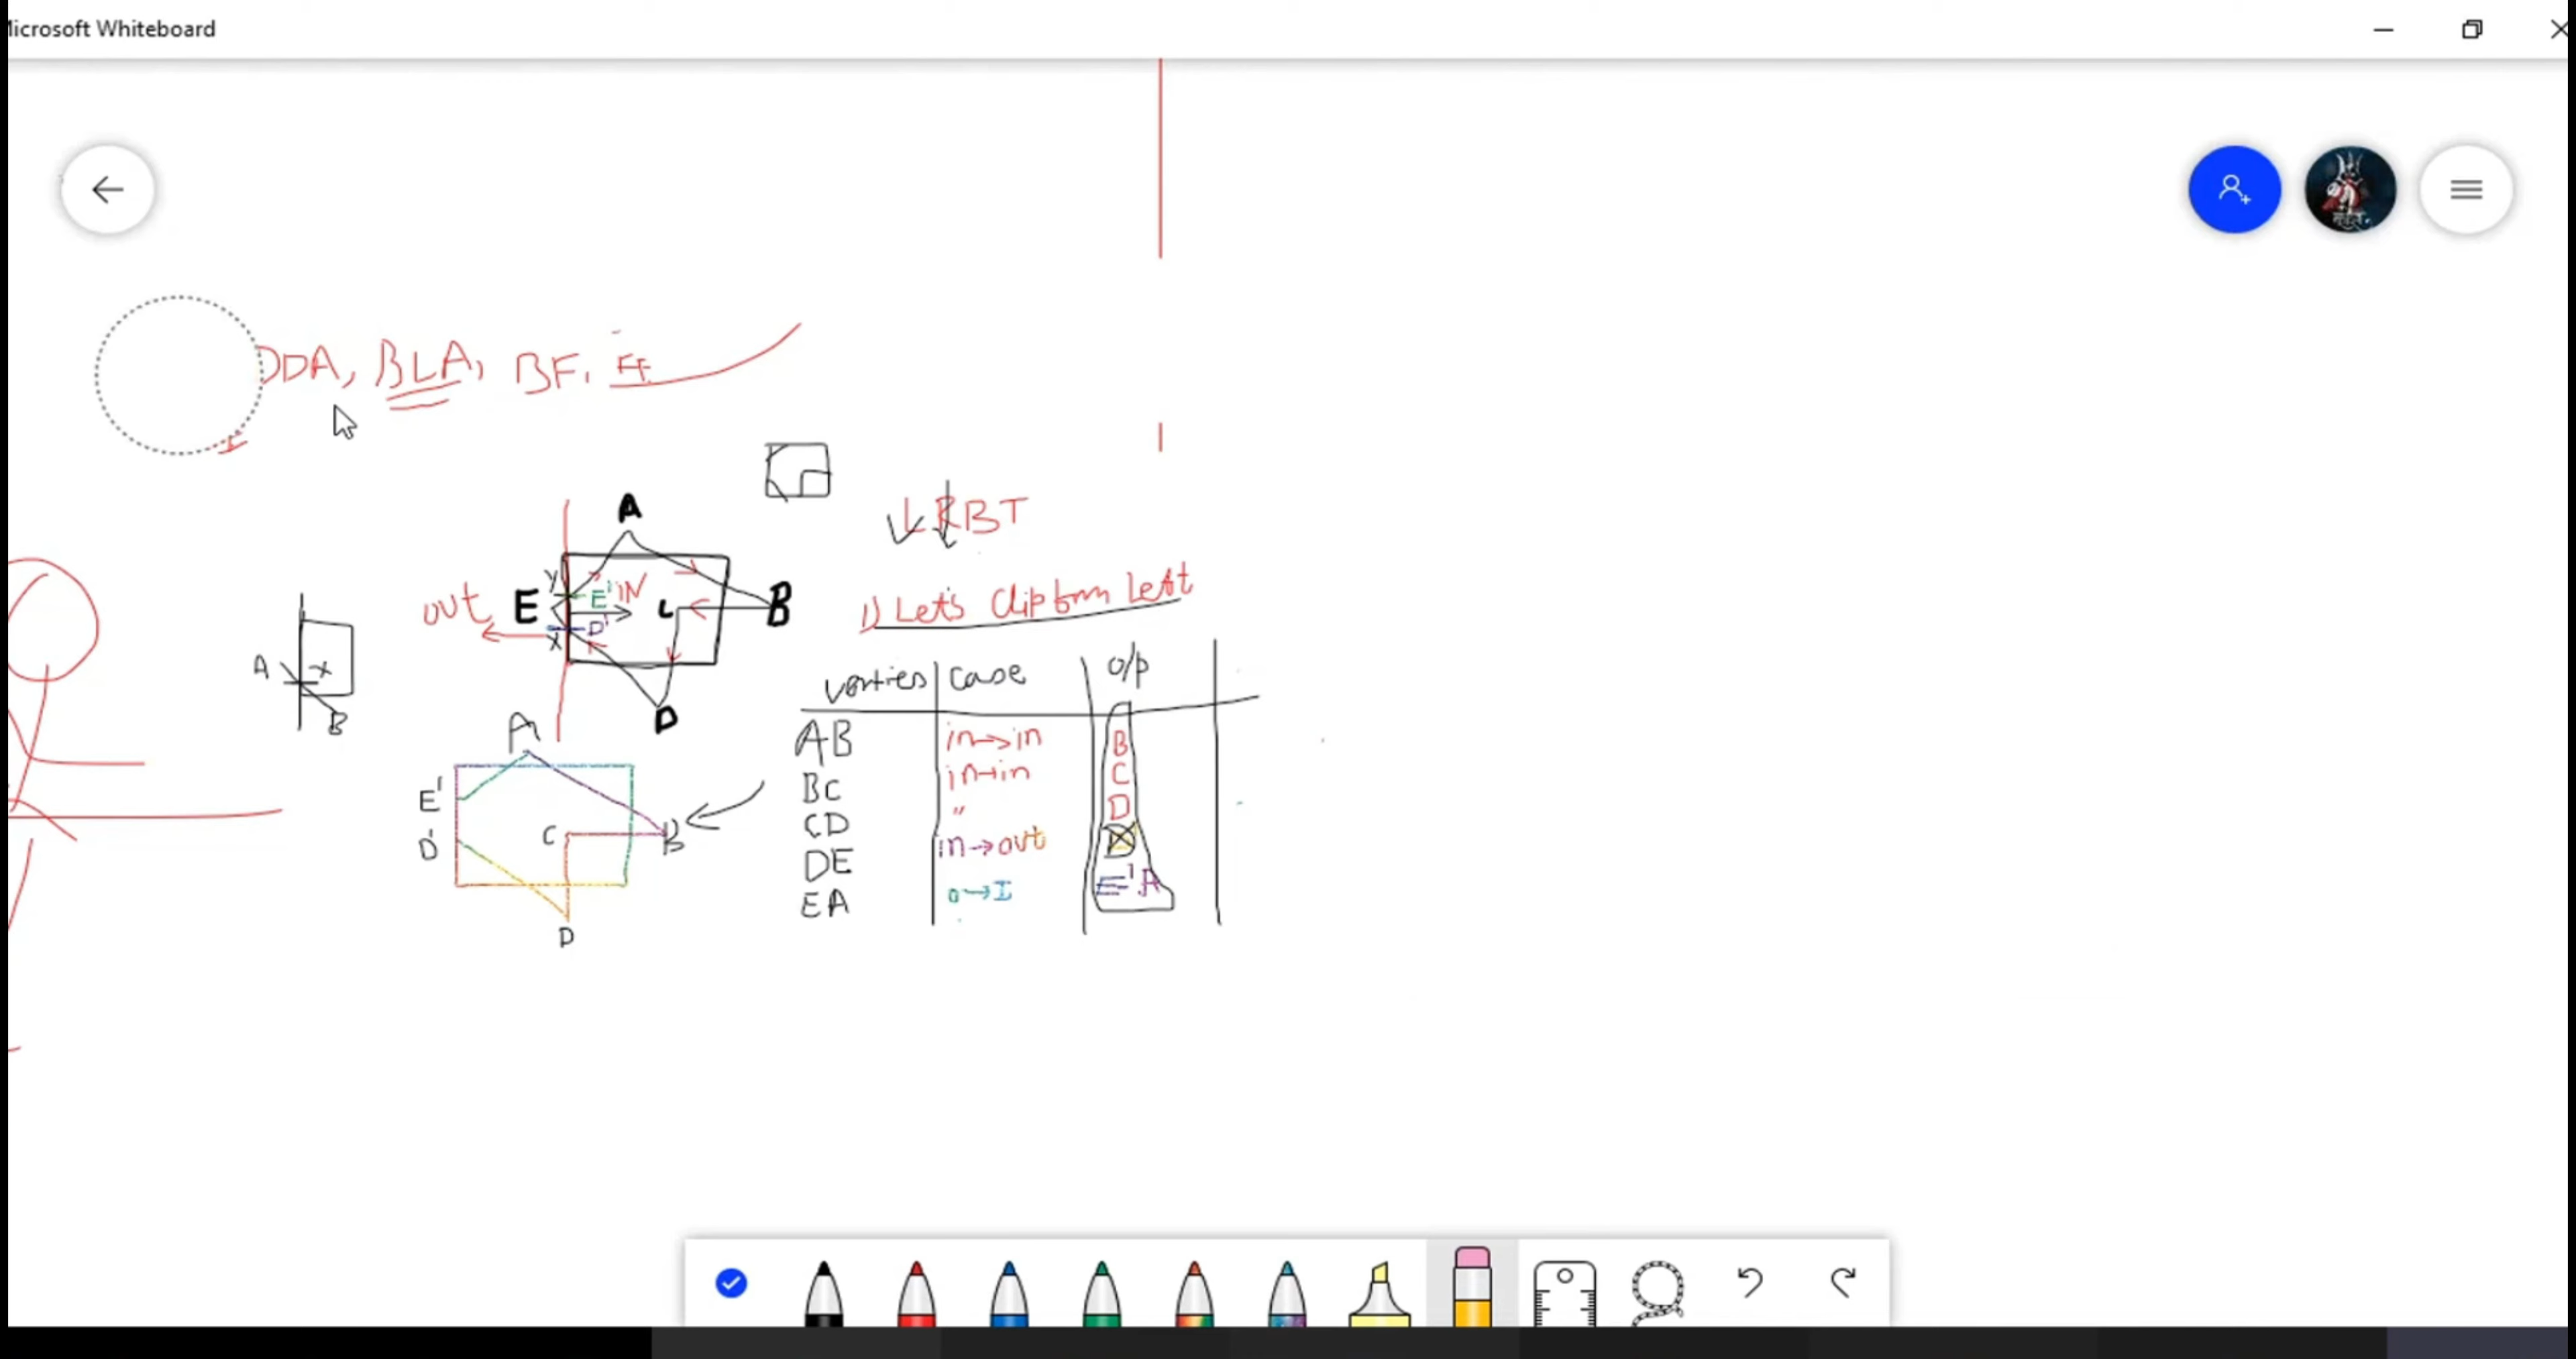 Microsoft Whiteboard
DDA, BLA, BF, FF
LRBT
1) Let's Clip from Left
A
B
E
D
out
IN
E'
D'
Y
X
A
X
B
A
E'
D'
C
B
D
Verties Case o/p
AB in→in B
BC in→in C
CD " D
DE in→out
EA o→I E'A